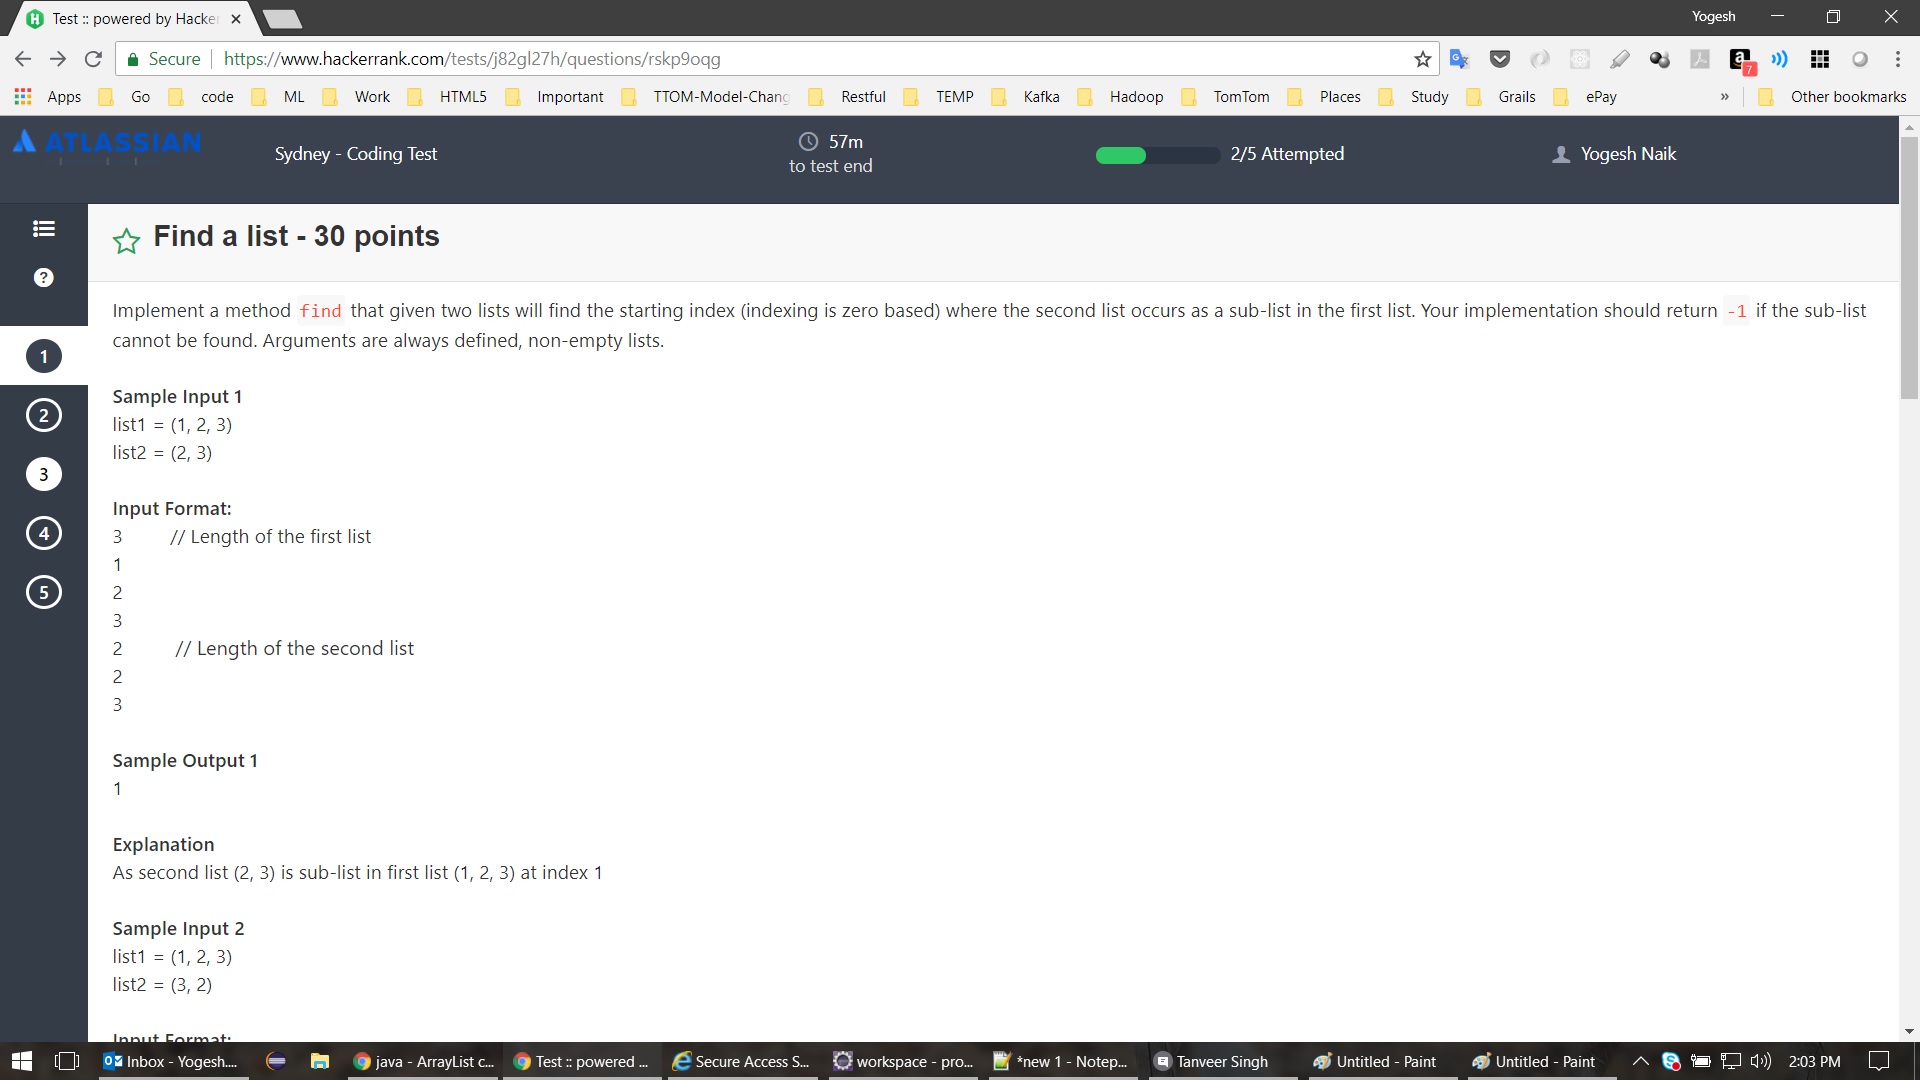 Test :: powered by Hacker
Yogesh
Secure https://www.hackerrank.com/tests/j82gl27h/questions/rskp9oqg
7
Apps Go code ML Work HTML5 Important TTOM-Model-Chang Restful TEMP Kafka Hadoop TomTom Places Study Grails ePay » Other bookmarks
ATLASSIAN
Sydney - Coding Test
57m
to test end
2/5 Attempted
Yogesh Naik
?
1
2
3
4
5
Find a list - 30 points
Implement a method find that given two lists will find the starting index (indexing is zero based) where the second list occurs as a sub-list in the first list. Your implementation should return -1 if the sub-list
cannot be found. Arguments are always defined, non-empty lists.
Sample Input 1
list1 = (1, 2, 3)
list2 = (2, 3)
Input Format:
3 // Length of the first list
1
2
3
2 // Length of the second list
2
3
Sample Output 1
1
Explanation
As second list (2, 3) is sub-list in first list (1, 2, 3) at index 1
Sample Input 2
list1 = (1, 2, 3)
list2 = (3, 2)
Input Format:
Inbox - Yogesh.... java - ArrayList c... Test :: powered ... Secure Access S... workspace - pro... *new 1 - Notep... Tanveer Singh Untitled - Paint Untitled - Paint 2:03 PM